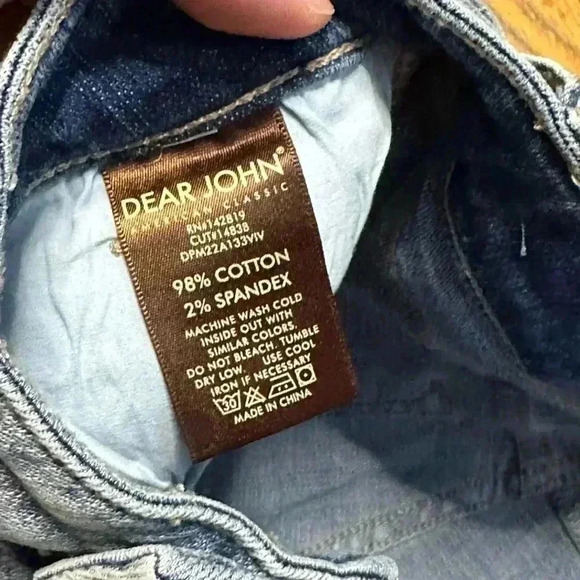 DEAR JOHN®
AMERICAN CLASSIC
RN#142819
CUT#14838
DPM22A133VIV
98% COTTON
2% SPANDEX
MACHINE WASH COLD
INSIDE OUT WITH
SIMILAR COLORS.
DO NOT BLEACH. TUMBLE
DRY LOW. USE COOL
IRON IF NECESSARY
30
MADE IN CHINA